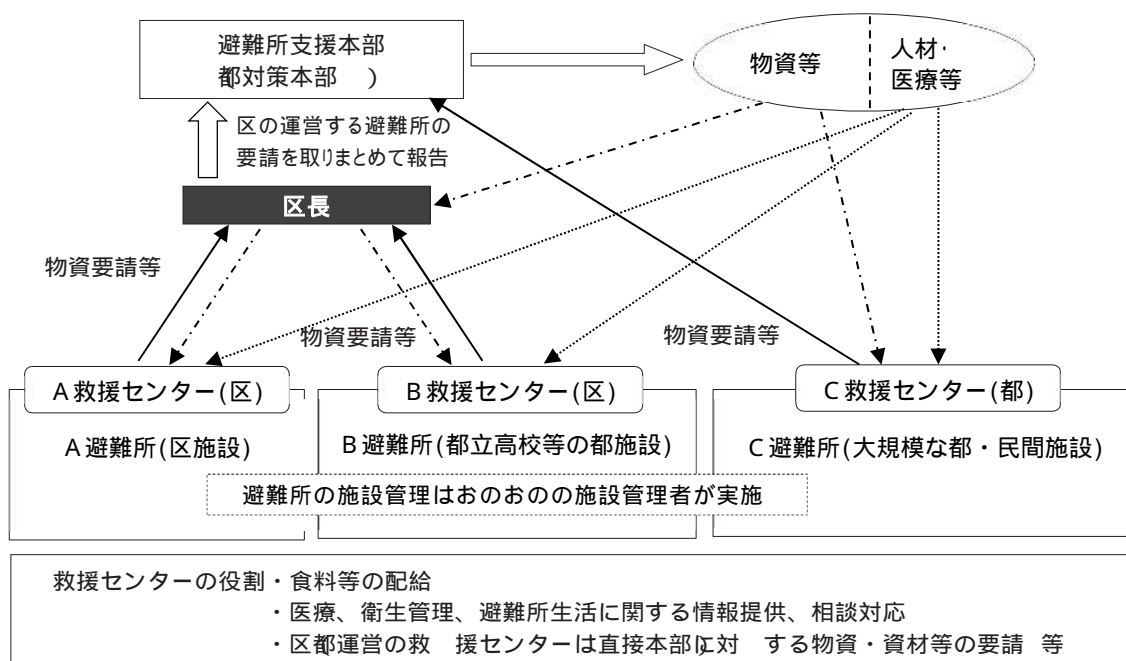 避難所支援本部
(都対策本部)
物資等
人材・
医療等
区の運営する避難所の
要請を取りまとめて報告
区長
物資要請等
物資要請等
物資要請等
A救援センター(区)
B救援センター(区)
C救援センター(都)
A避難所(区施設)
B避難所(都立高校等の都施設)
C避難所(大規模な都・民間施設)
避難所の施設管理はおのおのの施設管理者が実施
救援センターの役割・食料等の配給
・医療、衛生管理、避難所生活に関する情報提供、相談対応
・区(都)運営の救援センターは直接本部に対する物資・資材等の要請 等